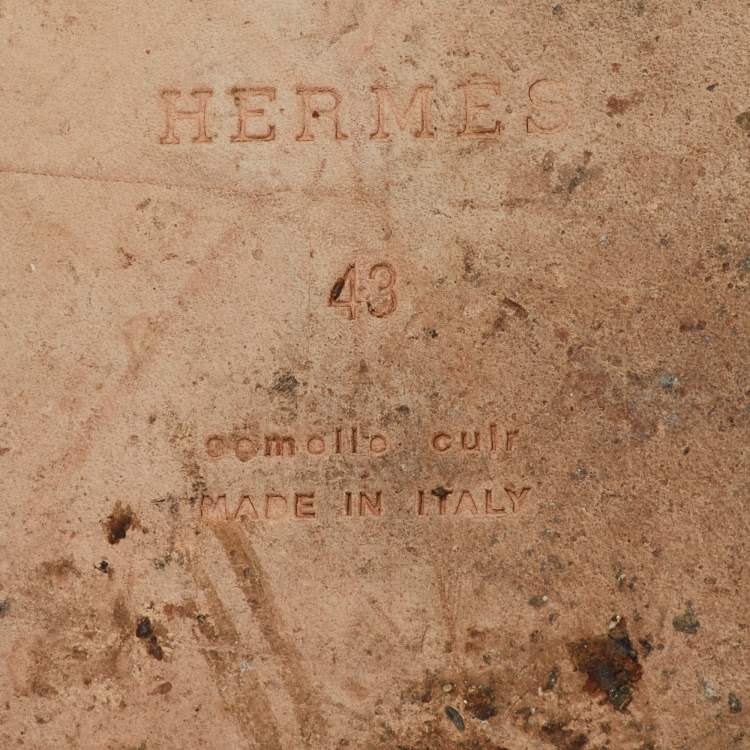 HERMES
43
semelle cuir
MADE IN ITALY